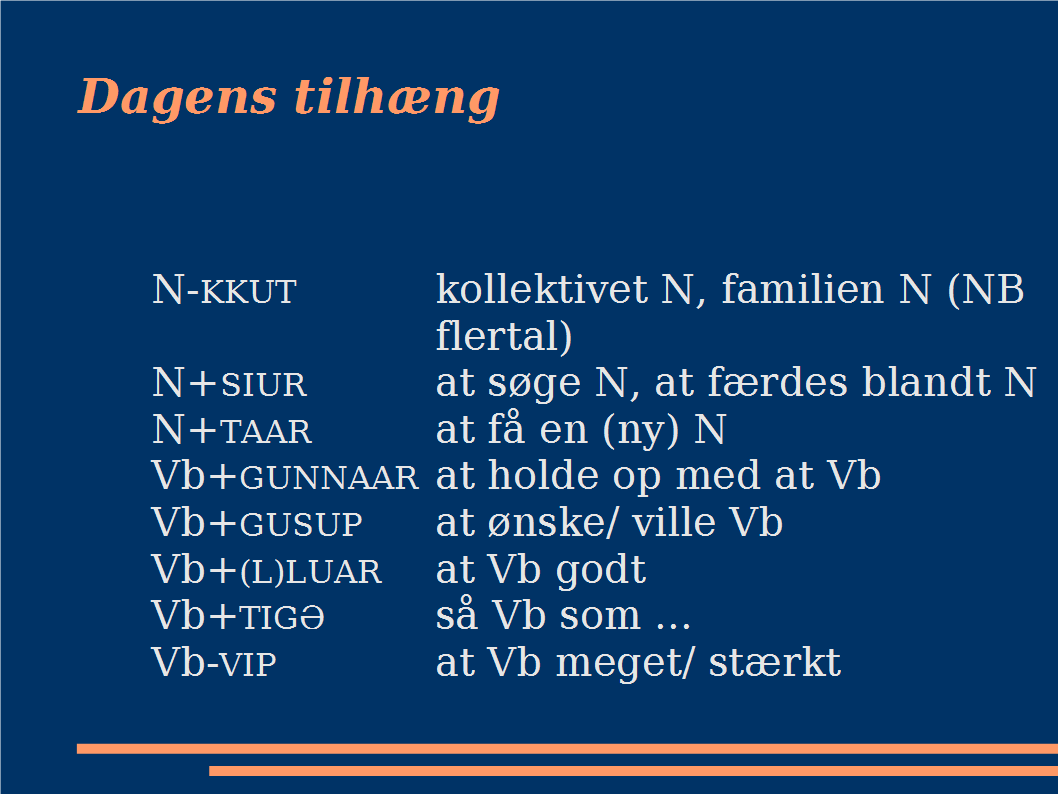 Dagens tilhæng
N-KKUT kollektivet N, familien N (NB
flertal)
N+SIUR at søge N, at færdes blandt N
N+TAAR at få en (ny) N
Vb+GUNNAAR at holde op med at Vb
Vb+GUSUP at ønske/ ville Vb
Vb+(L)LUAR at Vb godt
Vb+TIGƏ så Vb som ...
Vb-VIP at Vb meget/ stærkt